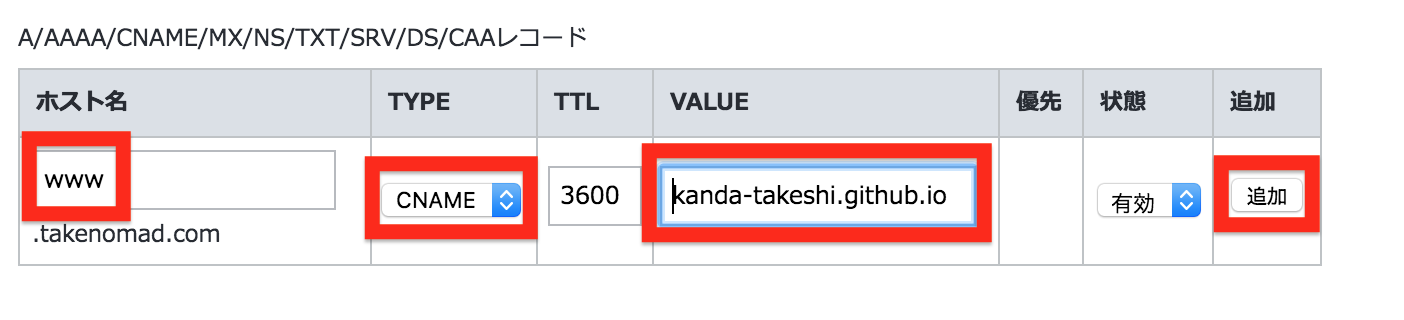 A/AAAA/CNAME/MX/NS/TXT/SRV/DS/CAAレコード
ホスト名 TYPE TTL VALUE 優先 状態 追加
www CNAME 3600 kanda-takeshi.github.io 有効 追加
.takenomad.com